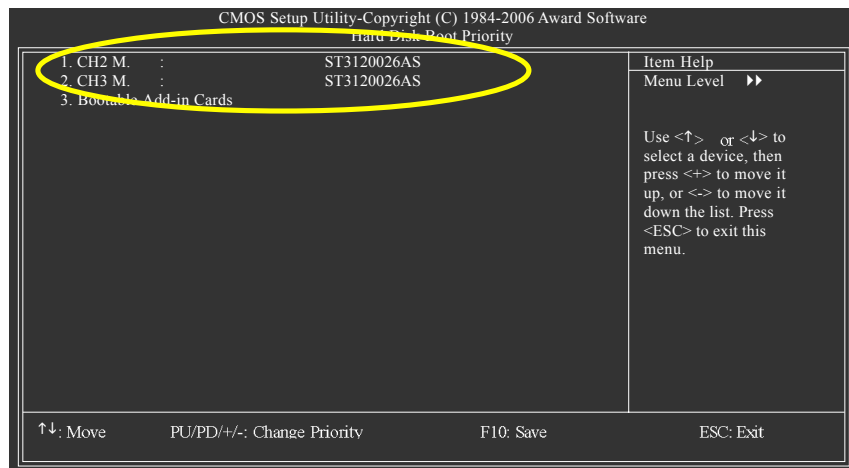 CMOS Setup Utility-Copyright (C) 1984-2006 Award Software
Hard Disk Boot Priority
1. CH2 M. : ST3120026AS
2. CH3 M. : ST3120026AS
3. Bootable Add-in Cards
Item Help
Menu Level ▸▸
Use <↑> or <↓> to
select a device, then
press <+> to move it
up, or <-> to move it
down the list. Press
<ESC> to exit this
menu.
↑↓: Move PU/PD/+/-: Change Priority F10: Save ESC: Exit